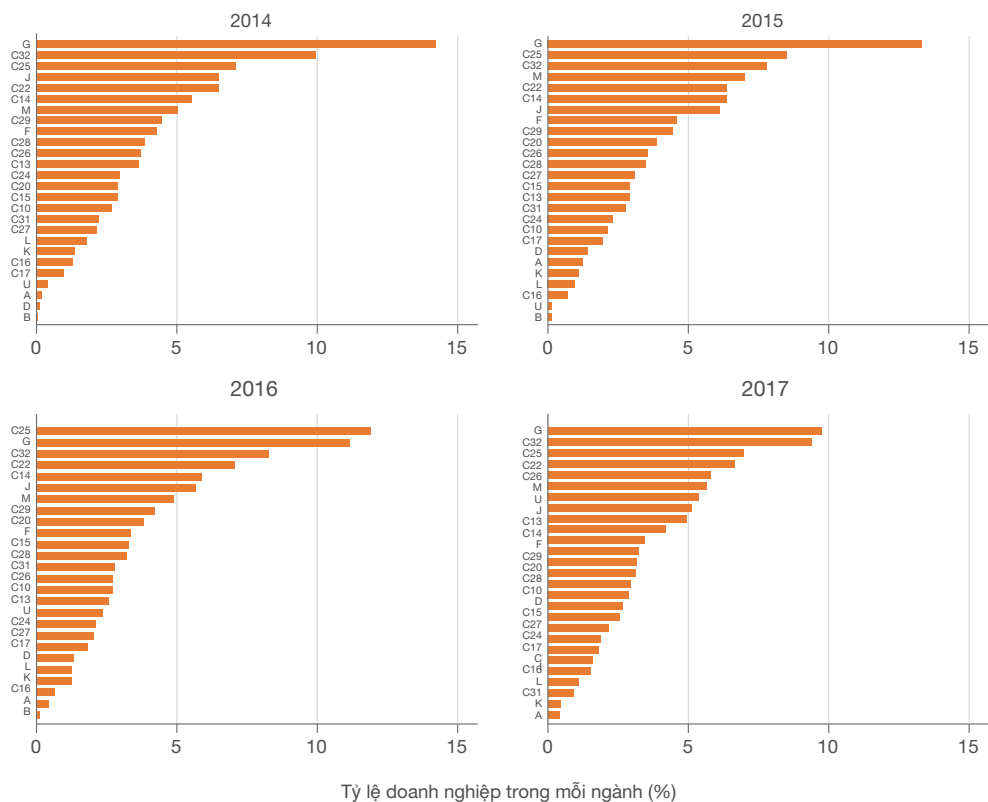 2014
G
C32
C25
J
C22
C14
M
C29
F
C28
C26
C13
C24
C20
C15
C10
C31
C27
L
K
C16
C17
U
A
D
B
0 5 10 15
2015
G
C25
C32
M
C22
C14
J
F
C29
C20
C26
C28
C27
C15
C13
C31
C24
C10
C17
D
A
K
L
C16
U
B
0 5 10 15
2016
C25
G
C32
C22
C14
J
M
C29
C20
F
C15
C28
C31
C26
C10
C13
U
C24
C27
C17
D
L
K
C16
A
B
0 5 10 15
2017
G
C32
C25
C22
C26
M
U
J
C13
C14
F
C29
C20
C28
C10
D
C15
C27
C24
C17
C
C16
L
C31
K
A
0 5 10 15
Tỷ lệ doanh nghiệp trong mỗi ngành (%)